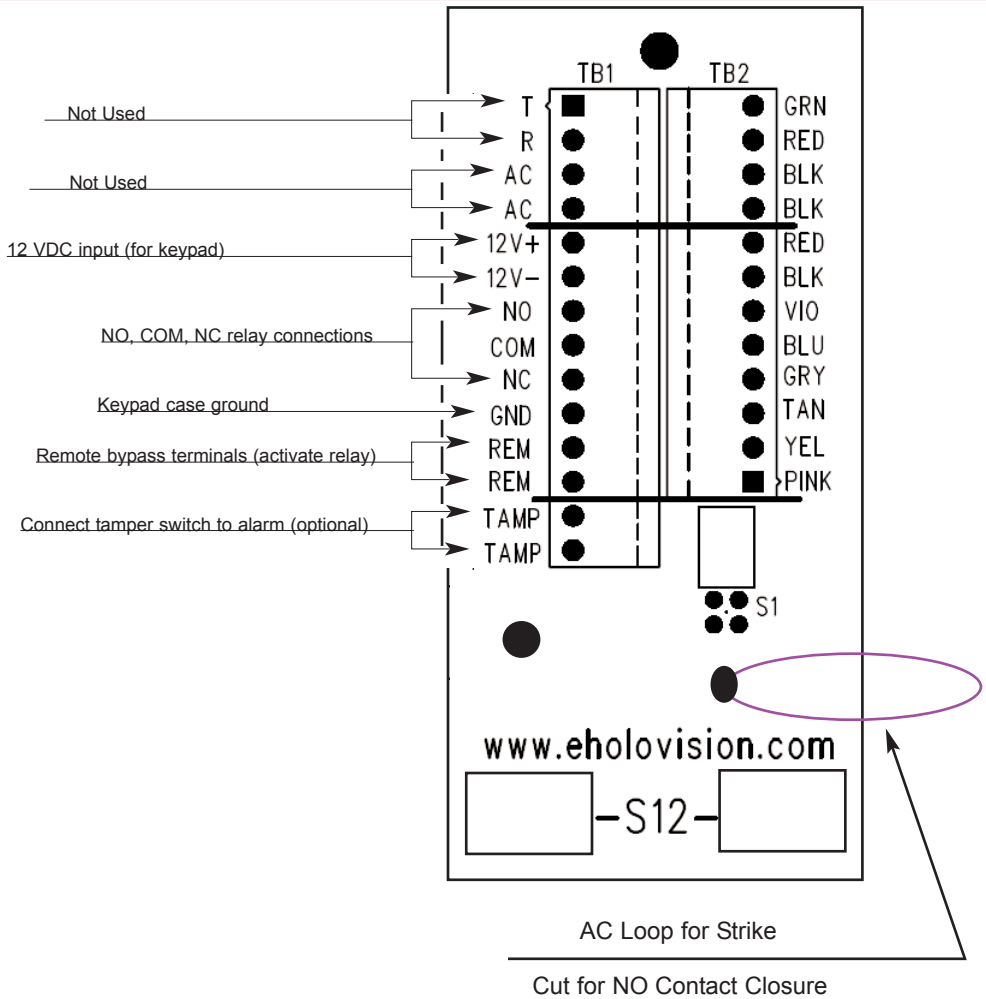 TB1 TB2
Not Used
T GRN
R RED
Not Used
AC BLK
AC BLK
12 VDC input (for keypad)
12V+ RED
12V- BLK
NO, COM, NC relay connections
NO VIO
COM BLU
NC GRY
Keypad case ground
GND TAN
Remote bypass terminals (activate relay)
REM YEL
REM PINK
Connect tamper switch to alarm (optional)
TAMP
TAMP
S1
www.eholovision.com
-S12-
AC Loop for Strike
Cut for NO Contact Closure